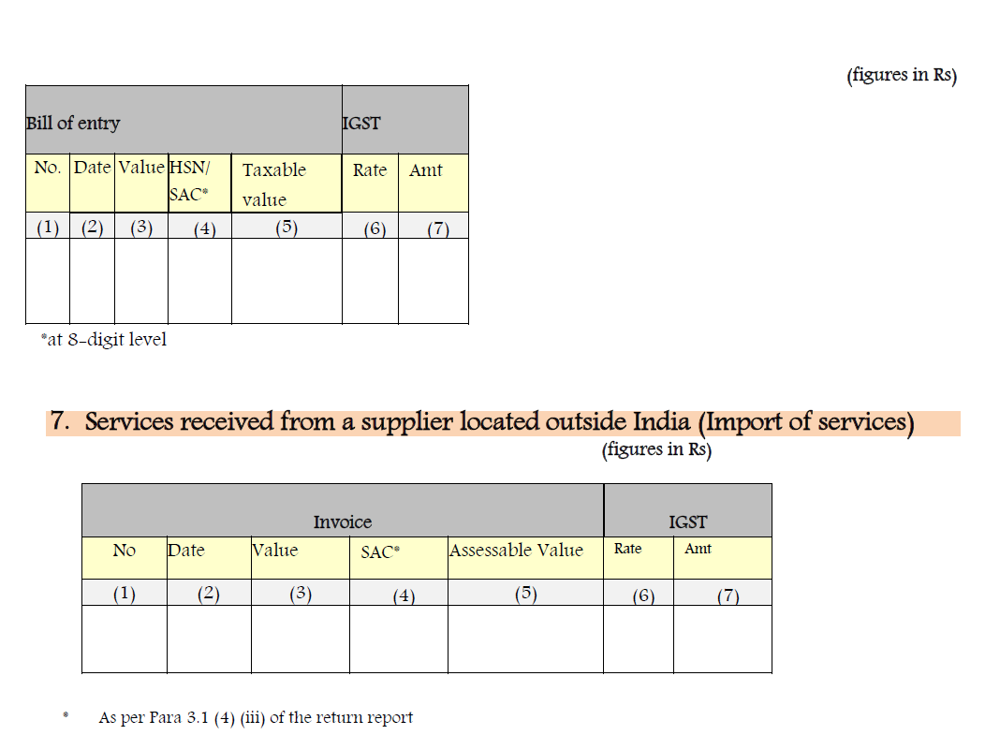 (figures in Rs)
Bill of entry IGST
No. Date Value HSN/ SAC* Taxable value Rate Amt
(1) (2) (3) (4) (5) (6) (7)
*at 8-digit level
7. Services received from a supplier located outside India (Import of services)
(figures in Rs)
Invoice IGST
No Date Value SAC* Assessable Value Rate Amt
(1) (2) (3) (4) (5) (6) (7)
* As per Para 3.1 (4) (iii) of the return report